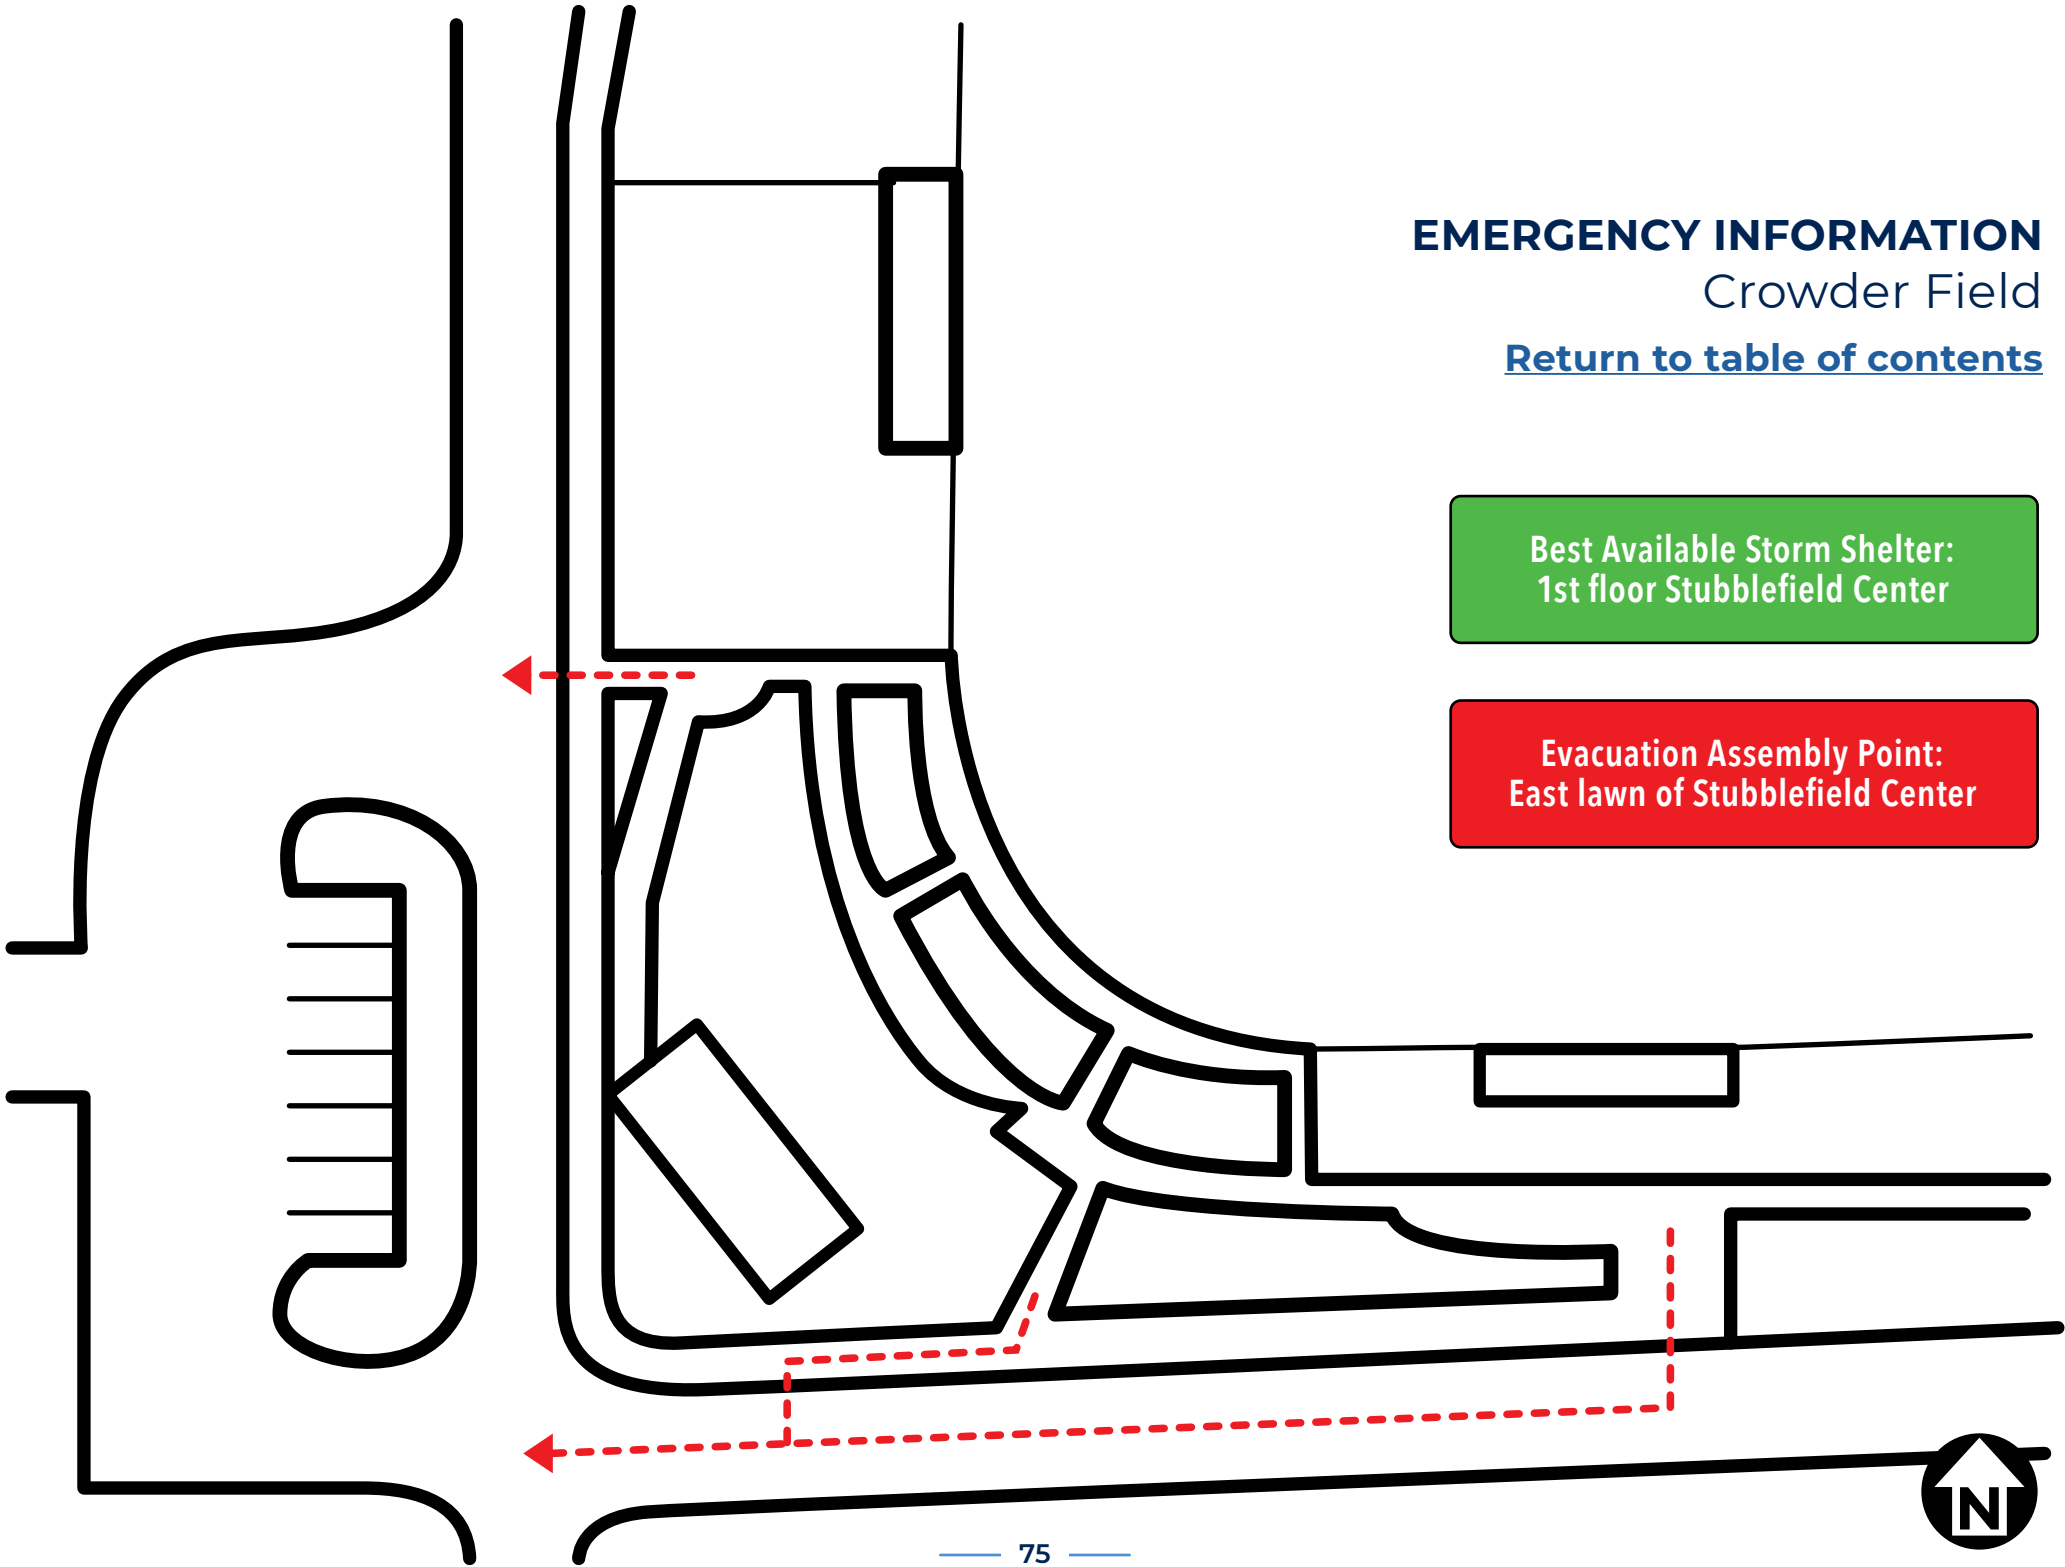 EMERGENCY INFORMATION
Crowder Field
Return to table of contents
Best Available Storm Shelter:
1st floor Stubblefield Center
Evacuation Assembly Point:
East lawn of Stubblefield Center
N
75